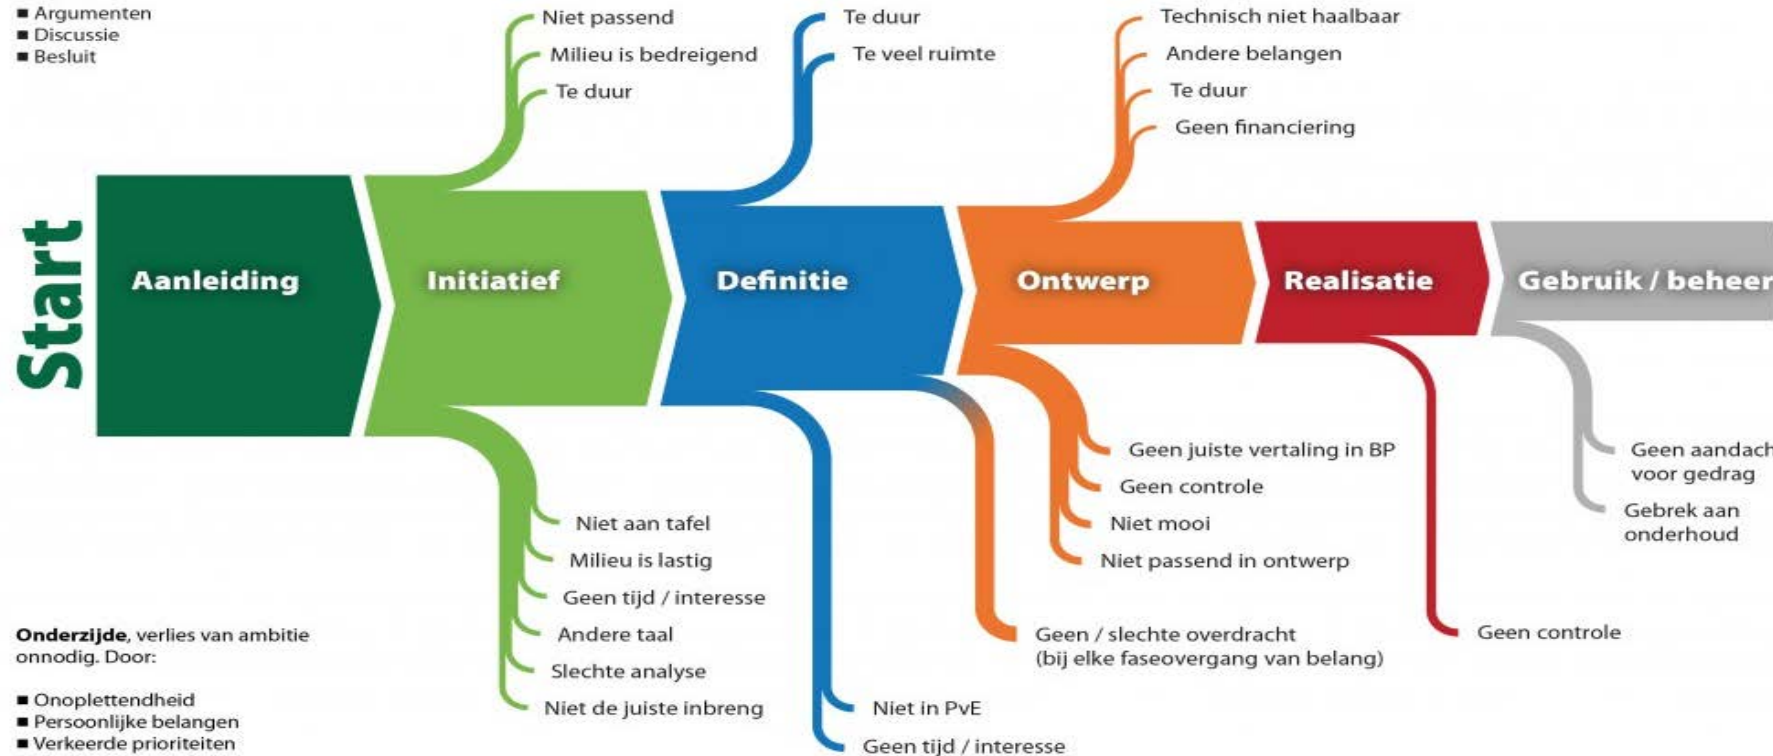 ■ Argumenten
■ Discussie
■ Besluit
Niet passend
Milieu is bedreigend
Te duur
Te duur
Te veel ruimte
Technisch niet haalbaar
Andere belangen
Te duur
Geen financiering
Start
Aanleiding
Initiatief
Definitie
Ontwerp
Realisatie
Gebruik / beheer
Niet aan tafel
Milieu is lastig
Geen tijd / interesse
Andere taal
Slechte analyse
Niet de juiste inbreng
Niet in PvE
Geen tijd / interesse
Geen / slechte overdracht
(bij elke faseovergang van belang)
Geen juiste vertaling in BP
Geen controle
Niet mooi
Niet passend in ontwerp
Geen controle
Geen aandach
voor gedrag
Gebrek aan
onderhoud
Onderzijde, verlies van ambitie
onnodig. Door:
■ Onoplettendheid
■ Persoonlijke belangen
■ Verkeerde prioriteiten